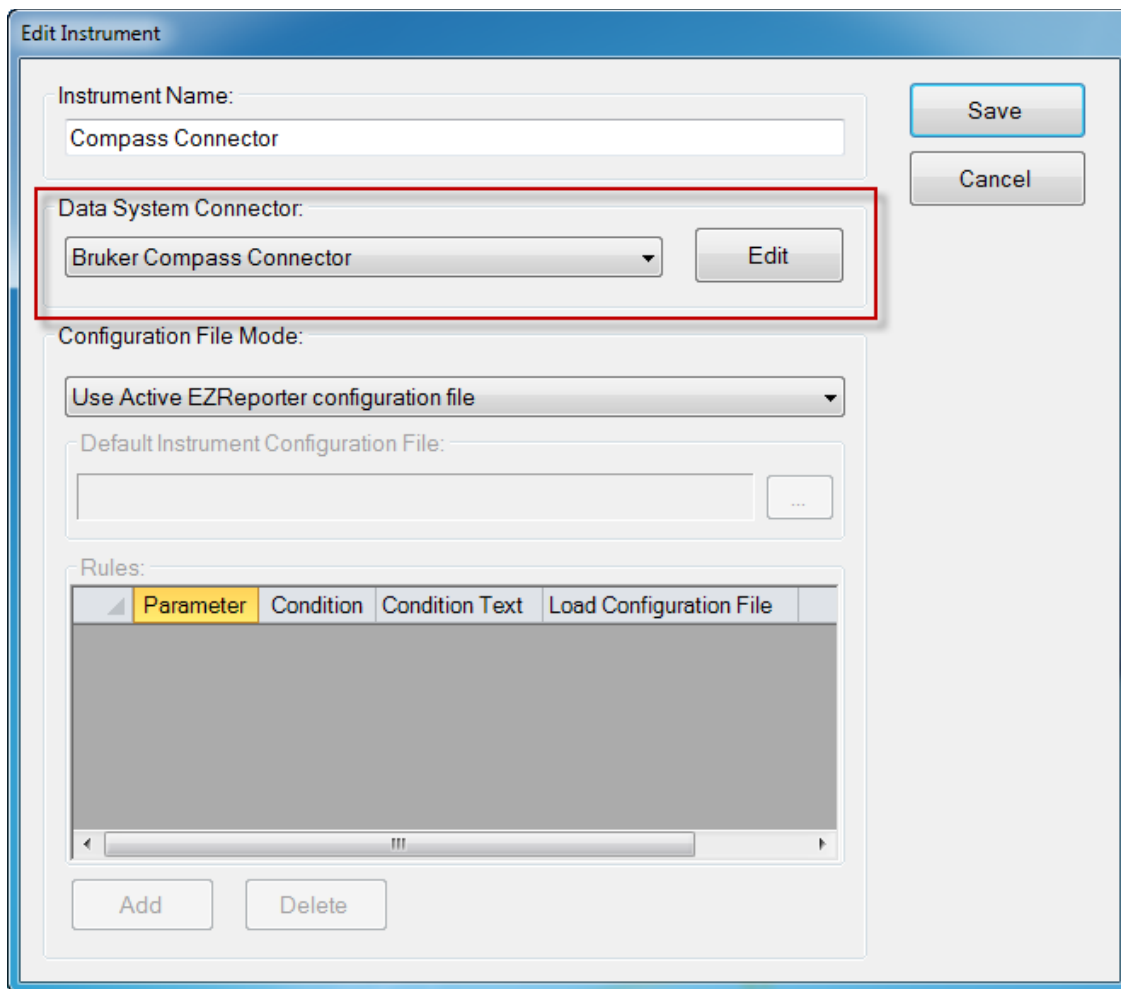 Edit Instrument
Instrument Name:
Compass Connector
Save
Cancel
Data System Connector:
Bruker Compass Connector
Edit
Configuration File Mode:
Use Active EZReporter configuration file
Default Instrument Configuration File:
...
Rules:
Parameter Condition Condition Text Load Configuration File
Add Delete